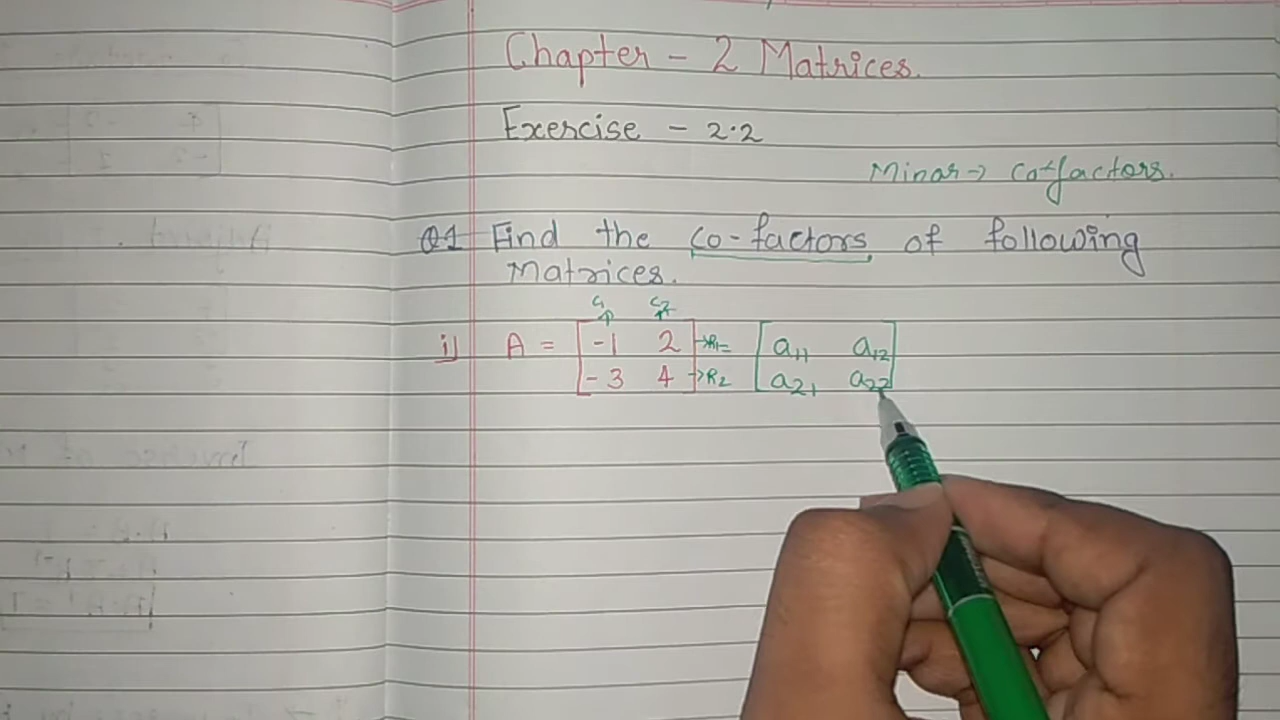 Chapter - 2 Matrices.
Exercise - 2.2
Minar → Co-factors.
Q1 Find the Co-factors of following
Matrices.
C1 C2
i) A = [ -1 2 ] → R1 = [ a11 a12 ]
[ -3 4 ] → R2 [ a21 a22 ]